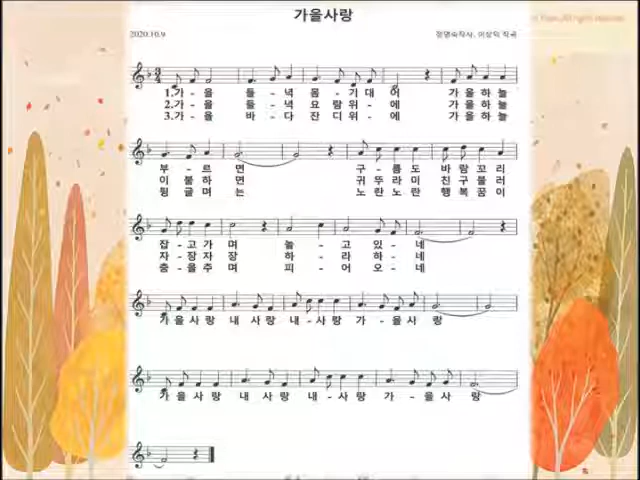 가을사랑
2020.10.9
정명숙작사, 이상덕 작곡
1.가 - 을 들 - 녁 몸 - 기 대 어 가 을 하 늘
2.가 - 을 들 - 녁 요 람 위 - 에 가 을 하 늘
3.가 - 을 바 - 다 잔 디 위 - 에 가 을 하 늘
부 - 르 면 구 - 름 도 바 람 꼬 리
이 불 하 면 귀 뚜 라 미 친 구 불 러
뒹 글 며 는 노 란 노 란 행 복 꿈 이
잡 - 고 가 며 놀 - 고 있 - 네
자 - 장 자 장 하 - 라 하 - 네
춤 - 을 추 며 피 - 어 오 - 네
가 을 사 랑 내 사 랑 내 - 사 랑 가 - 을 사 랑
가 을 사 랑 내 사 랑 내 - 사 랑 가 - 을 사 랑